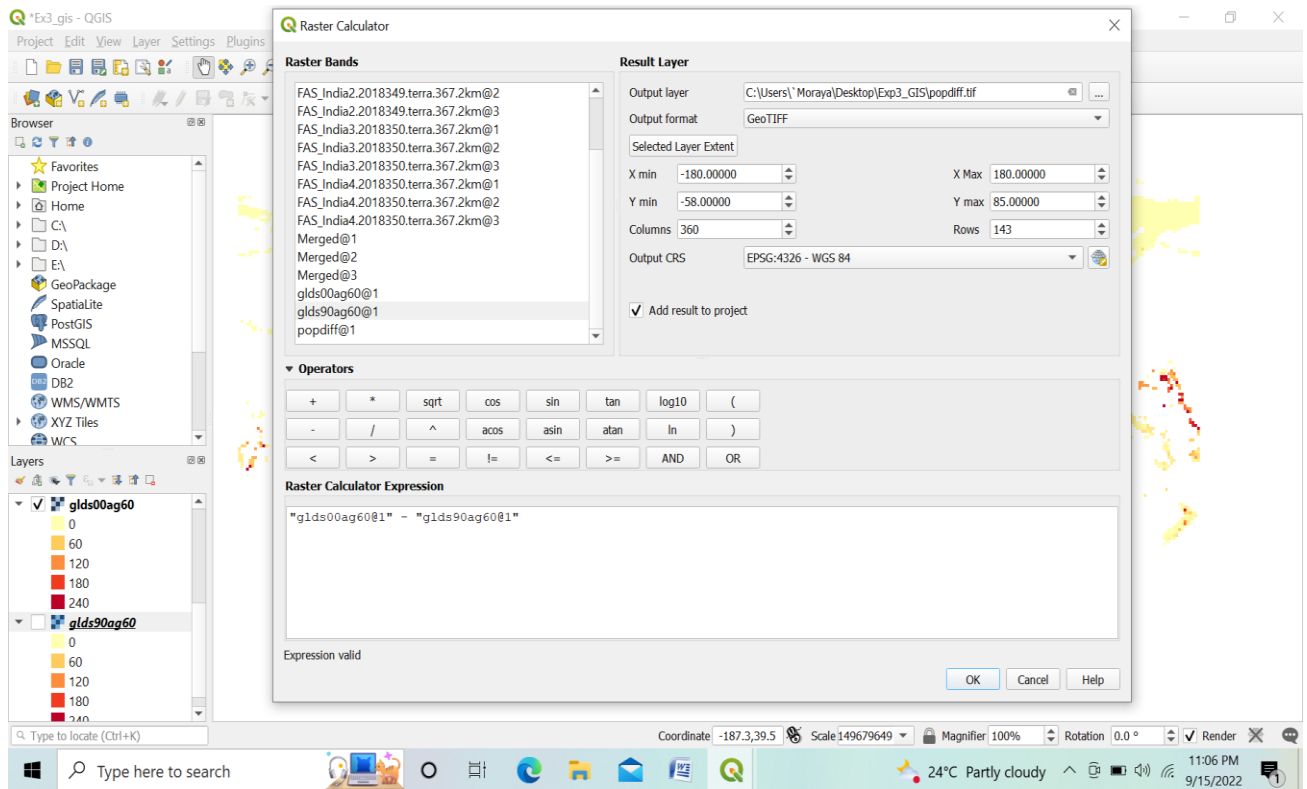 *Ex3_gis - QGIS
Project Edit View Layer Settings Plugins
Browser
Favorites
Project Home
Home
C:\
D:\
E:\
GeoPackage
SpatiaLite
PostGIS
MSSQL
Oracle
DB2
DB2
WMS/WMTS
XYZ Tiles
WCS
Layers
glds00ag60
0
60
120
180
240
glds90ag60
0
60
120
180
240
Raster Calculator
Raster Bands
FAS_India2.2018349.terra.367.2km@2
FAS_India2.2018349.terra.367.2km@3
FAS_India3.2018350.terra.367.2km@1
FAS_India3.2018350.terra.367.2km@2
FAS_India3.2018350.terra.367.2km@3
FAS_India4.2018350.terra.367.2km@1
FAS_India4.2018350.terra.367.2km@2
FAS_India4.2018350.terra.367.2km@3
Merged@1
Merged@2
Merged@3
glds00ag60@1
glds90ag60@1
popdiff@1
Result Layer
Output layer C:\Users\`Moraya\Desktop\Exp3_GIS\popdiff.tif ...
Output format GeoTIFF
Selected Layer Extent
X min -180.00000 X Max 180.00000
Y min -58.00000 Y max 85.00000
Columns 360 Rows 143
Output CRS EPSG:4326 - WGS 84
Add result to project
Operators
+ * sqrt cos sin tan log10 (
- / ^ acos asin atan ln )
< > = != <= >= AND OR
Raster Calculator Expression
"glds00ag60@1" - "glds90ag60@1"
Expression valid
OK Cancel Help
Type to locate (Ctrl+K) Coordinate -187.3,39.5 Scale 149679649 Magnifier 100% Rotation 0.0 ° Render
Type here to search 24°C Partly cloudy 11:06 PM
9/15/2022 1